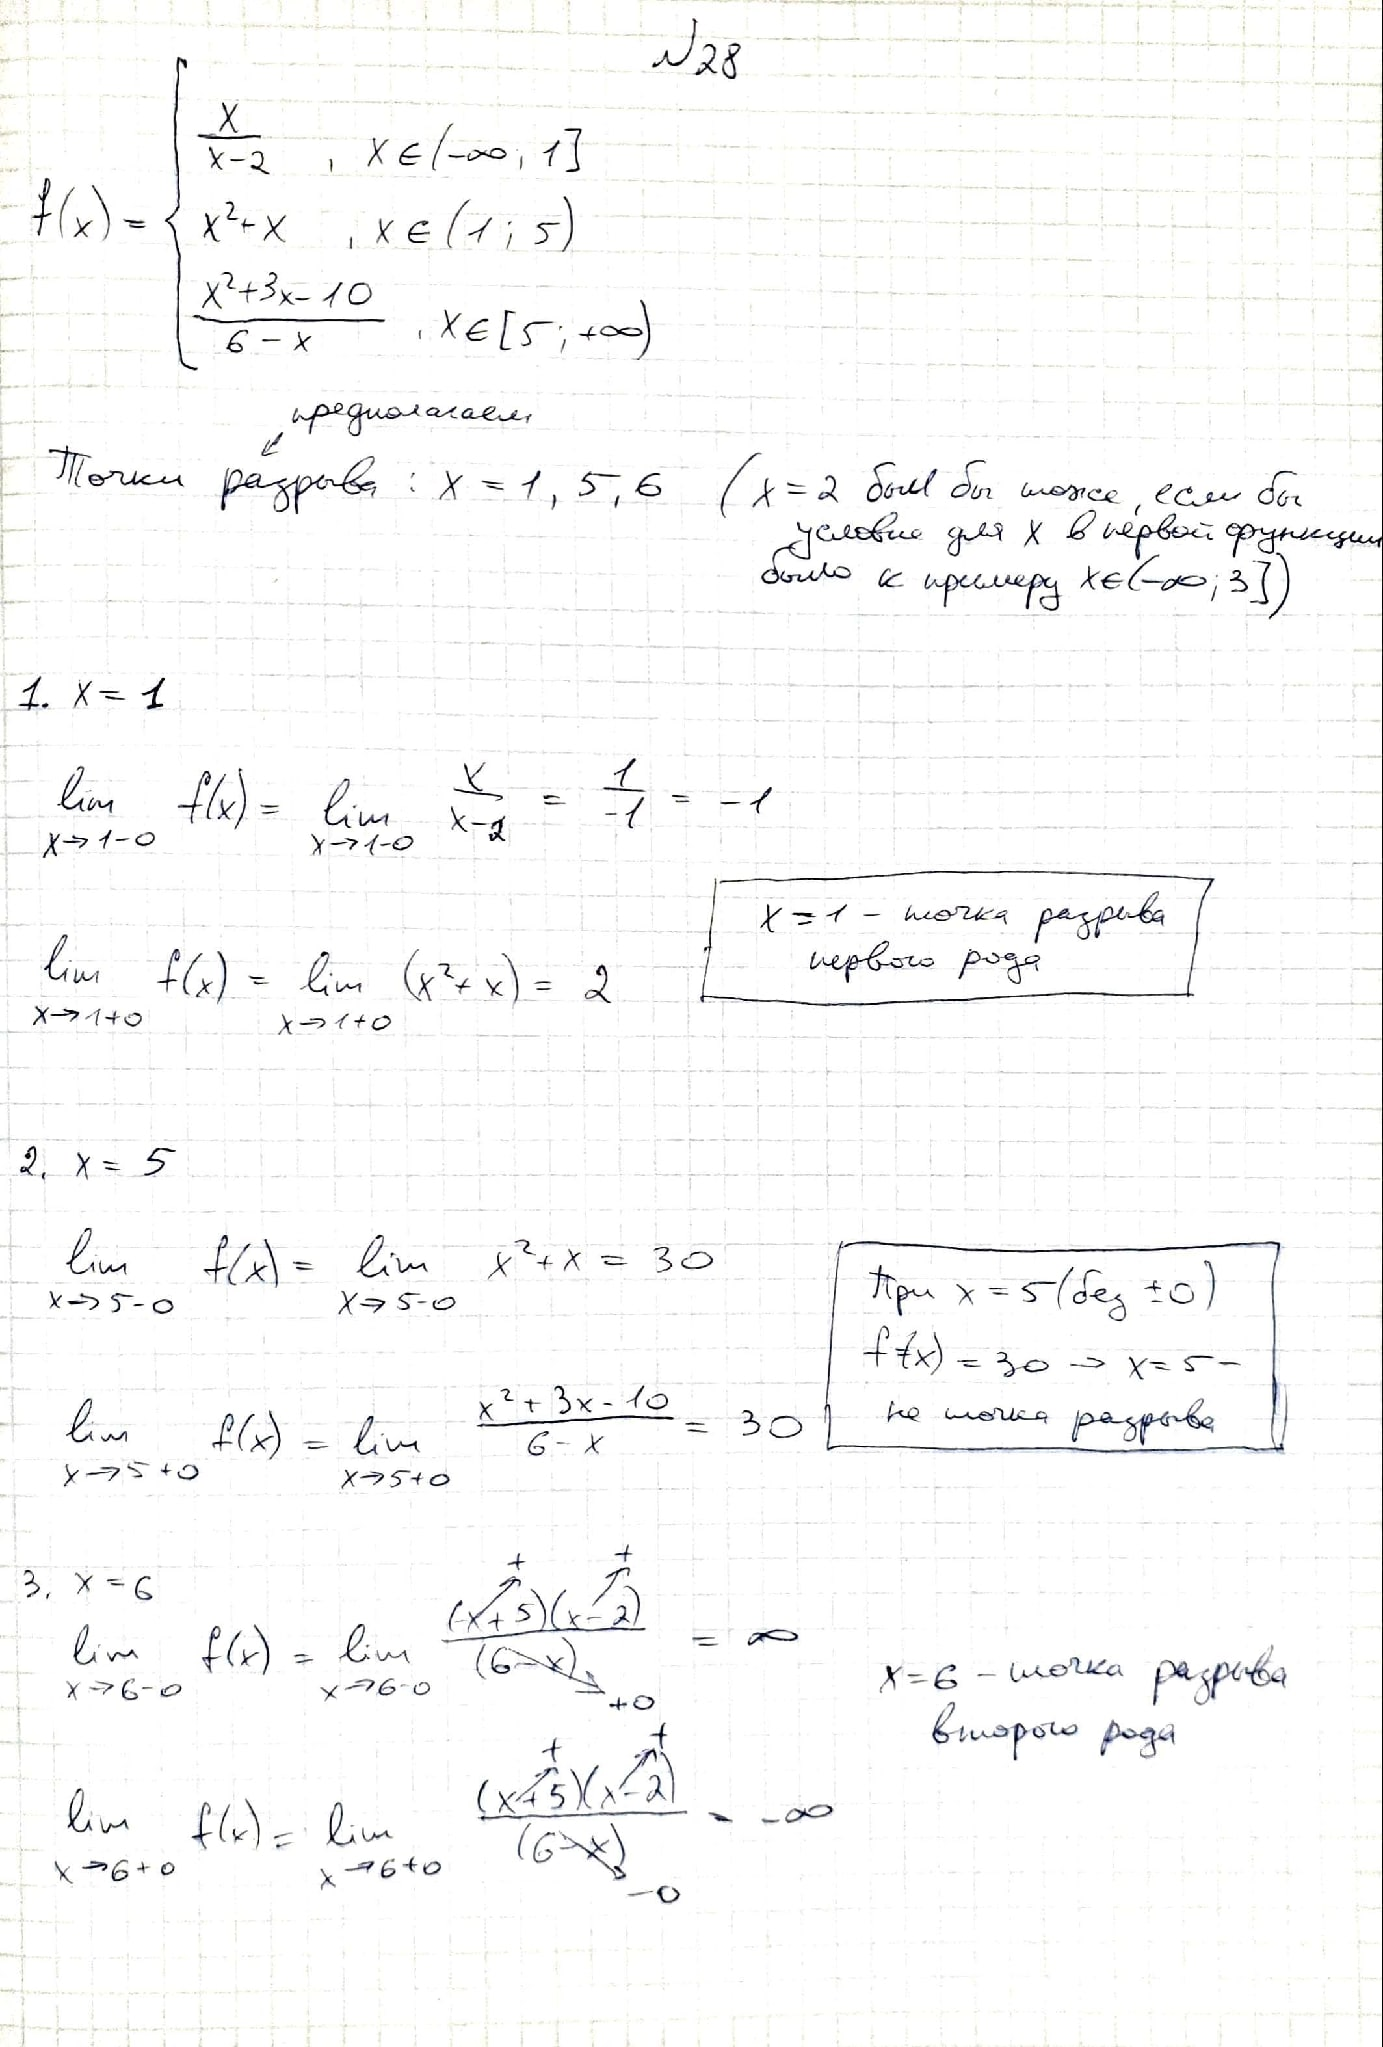 №28
f(x) = { x/(x-2) , x∈(-∞; 1]
x²+x , x∈(1; 5)
(x²+3x-10)/(6-x) , x∈[5; +∞)
предполагаем
Точки разрыва: x = 1, 5, 6 (x=2 был бы тоже, если бы
условие для x в первой функции
было к примеру x∈(-∞; 3])
1. x = 1
lim x→1-0 f(x) = lim x→1-0 x/(x-2) = 1/-1 = -1
x = 1 - точка разрыва
первого рода
lim x→1+0 f(x) = lim x→1+0 (x²+x) = 2
2. x = 5
lim x→5-0 f(x) = lim x→5-0 x²+x = 30
При x = 5 (без ±0)
f(x) = 30 → x = 5 -
не точка разрыва
lim x→5+0 f(x) = lim x→5+0 (x²+3x-10)/(6-x) = 30
3. x = 6
+ +
lim x→6-0 f(x) = lim x→6-0 (x+5)(x-2)/(6-x) = ∞
+0
x=6 - точка разрыва
второго рода
+ +
lim x→6+0 f(x) = lim x→6+0 (x+5)(x-2)/(6-x) = -∞
-0